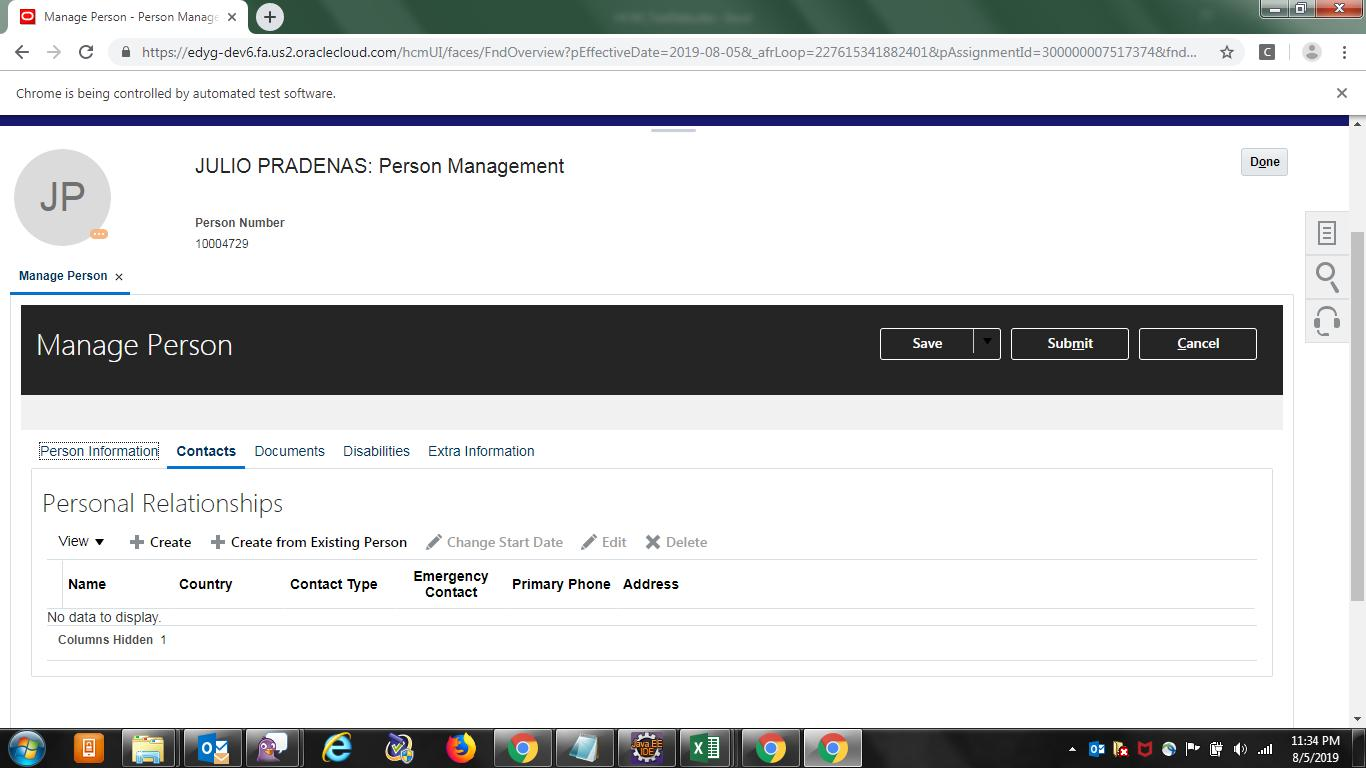 Manage Person - Person Manage
https://edyg-dev6.fa.us2.oraclecloud.com/hcmUI/faces/FndOverview?pEffectiveDate=2019-08-05&_afrLoop=227615341882401&pAssignmentId=300000007517374&fnd...
C
Chrome is being controlled by automated test software.
JP
JULIO PRADENAS: Person Management
Done
Person Number
10004729
Manage Person
Manage Person
Save
Submit
Cancel
Person Information Contacts Documents Disabilities Extra Information
Personal Relationships
View Create Create from Existing Person Change Start Date Edit Delete
Name Country Contact Type Emergency Contact Primary Phone Address
No data to display.
Columns Hidden 1
Java EE
IDE
11:34 PM
8/5/2019